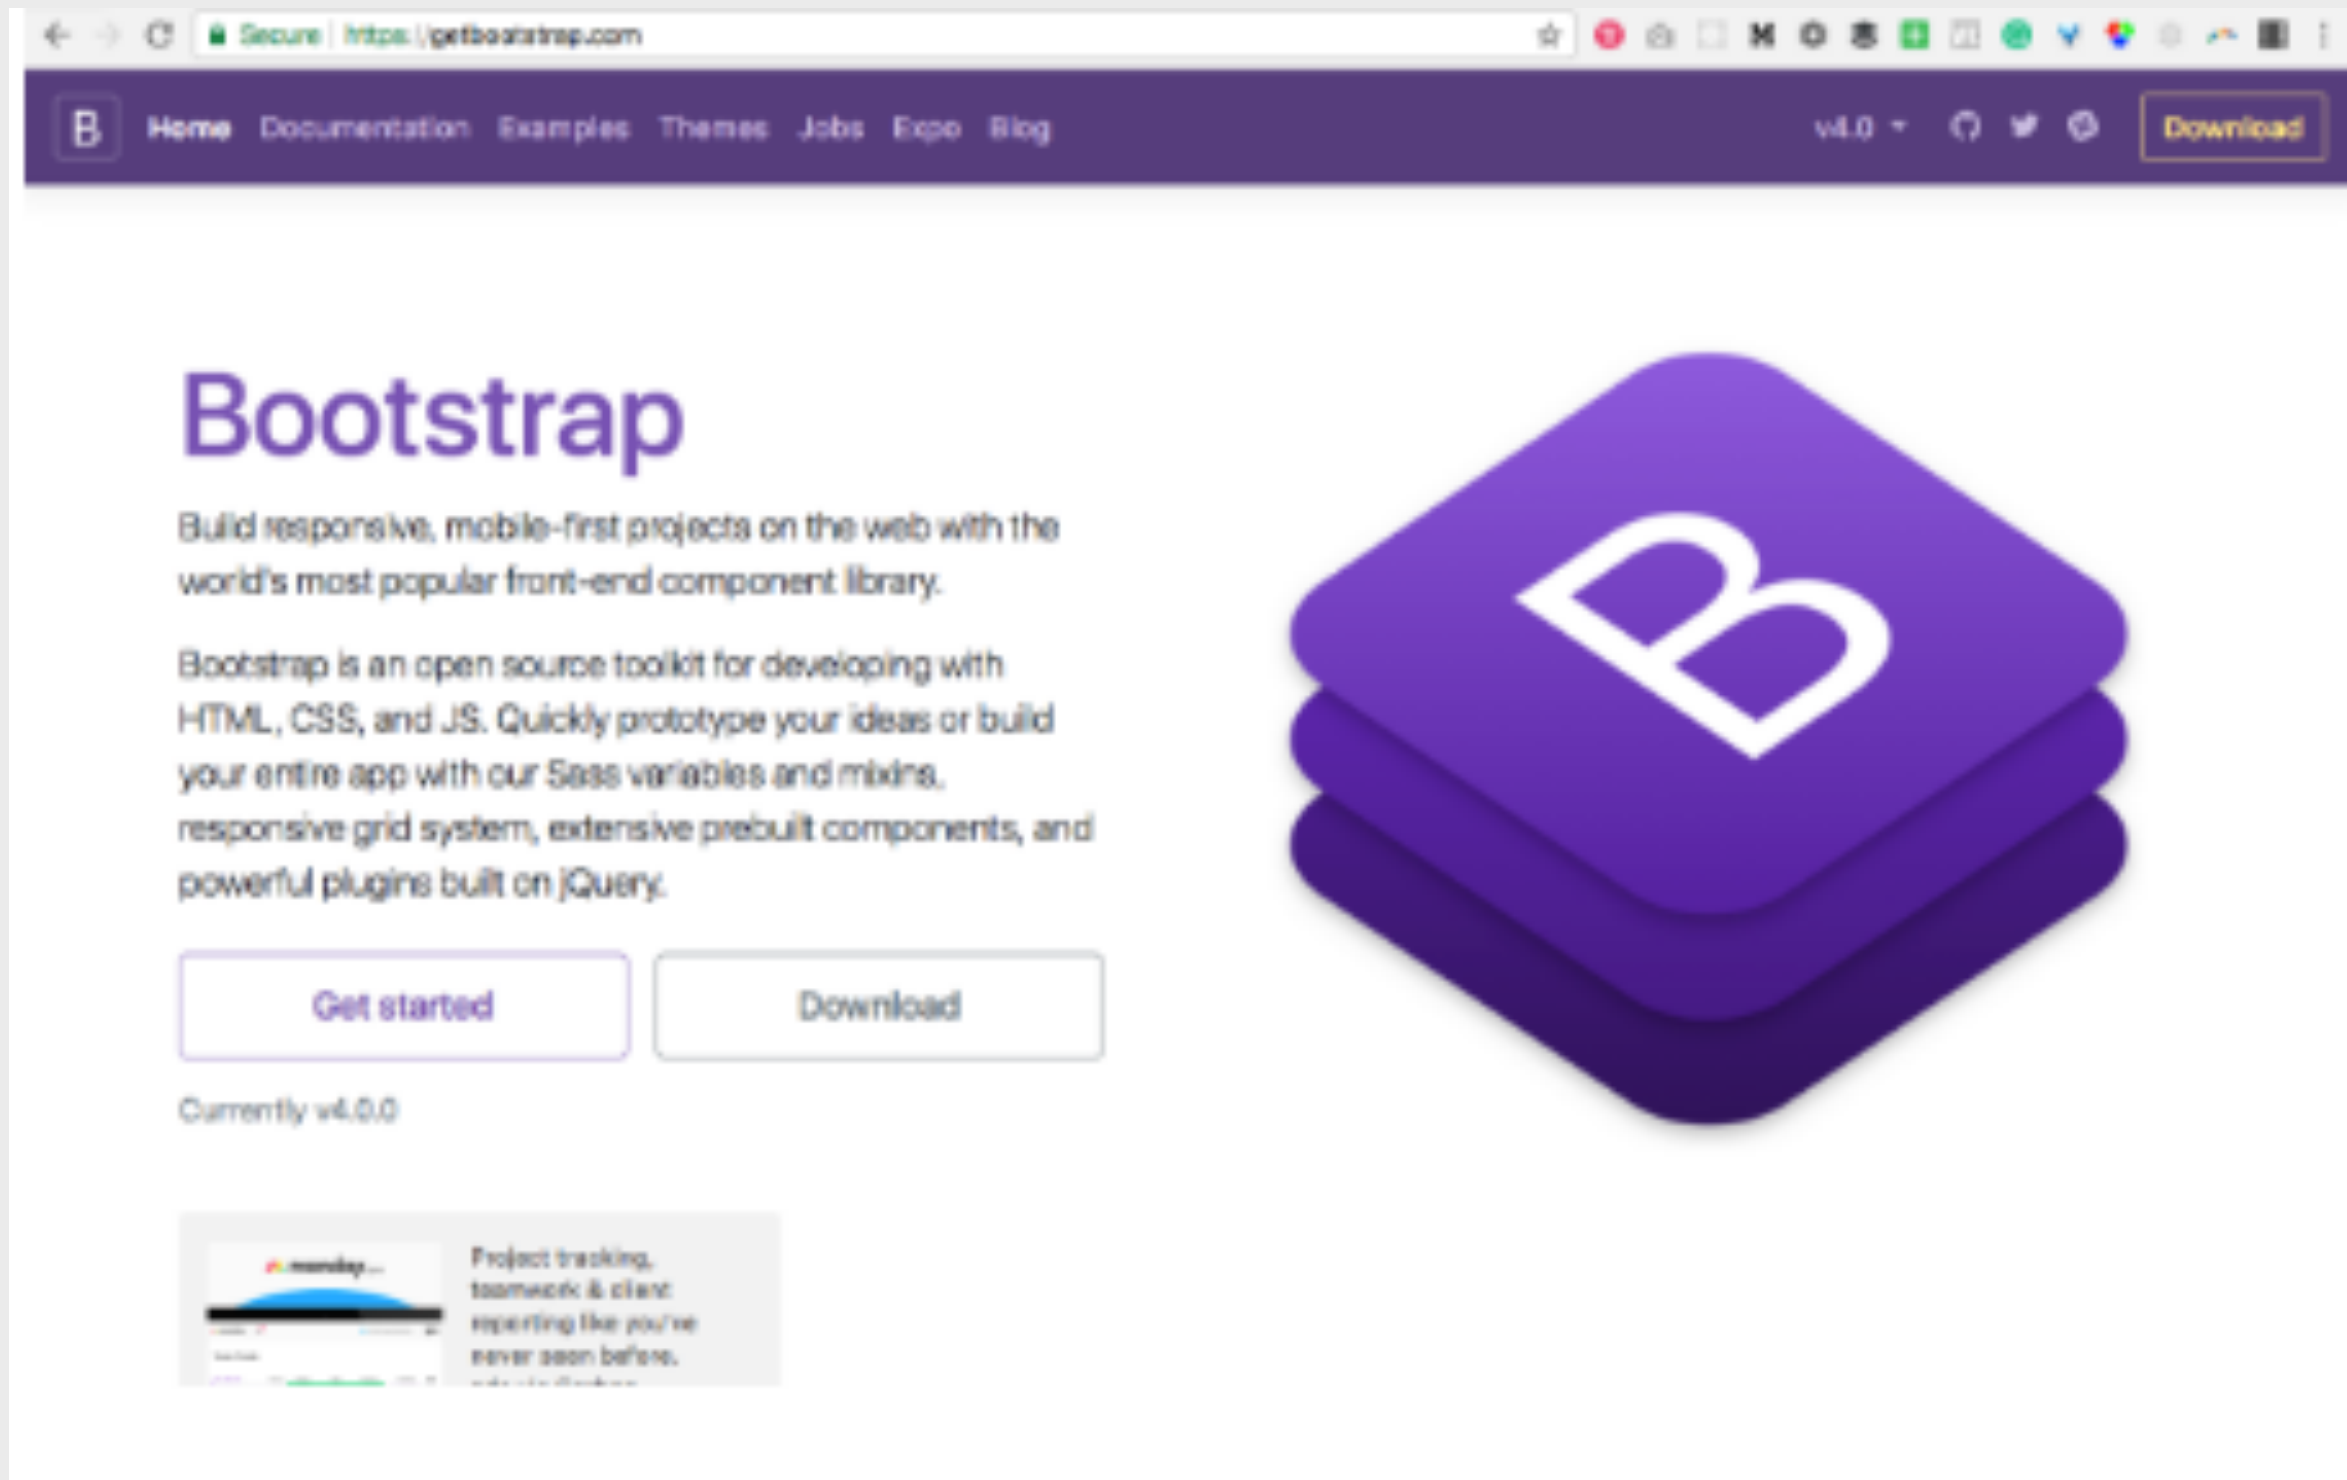 Secure https://getbootstrap.com
B Home Documentation Examples Themes Jobs Expo Blog v4.0 Download
Bootstrap
Build responsive, mobile-first projects on the web with the
world's most popular front-end component library.
Bootstrap is an open source toolkit for developing with
HTML, CSS, and JS. Quickly prototype your ideas or build
your entire app with our Sass variables and mixins,
responsive grid system, extensive prebuilt components, and
powerful plugins built on jQuery.
B
Get started Download
Currently v4.0.0
monday
Project tracking,
teamwork & client
reporting like you've
never seen before.